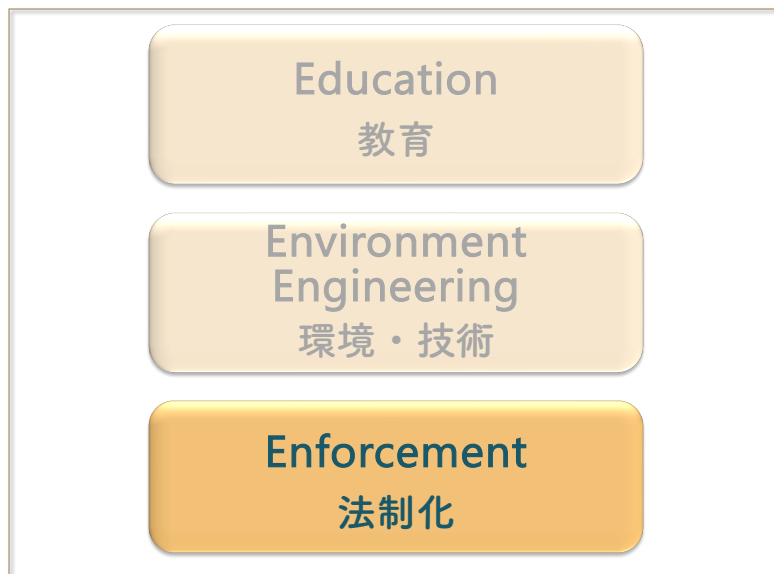 Education
教育
Environment
Engineering
環境・技術
Enforcement
法制化